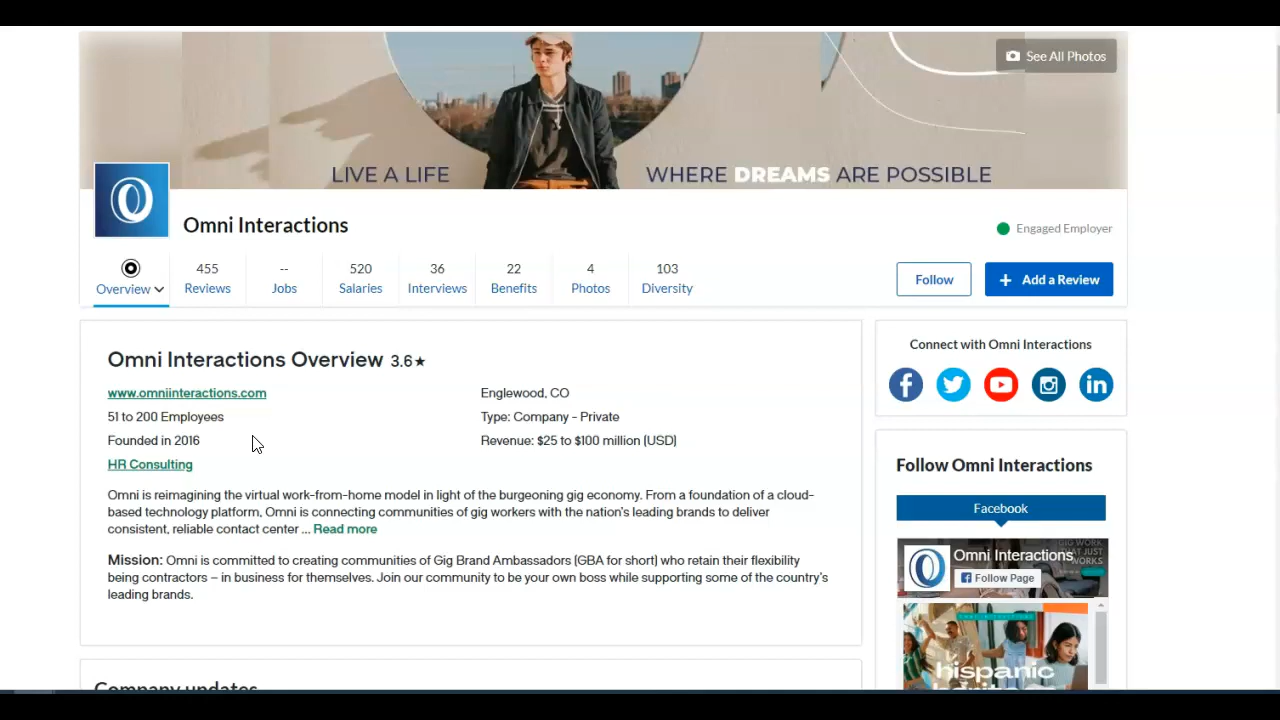 See All Photos
LIVE A LIFE WHERE DREAMS ARE POSSIBLE
Omni Interactions
Engaged Employer
Overview
455 Reviews
-- Jobs
520 Salaries
36 Interviews
22 Benefits
4 Photos
103 Diversity
Follow
+ Add a Review
Omni Interactions Overview 3.6★
www.omniinteractions.com
Englewood, CO
51 to 200 Employees
Type: Company - Private
Founded in 2016
Revenue: $25 to $100 million (USD)
HR Consulting
Omni is reimagining the virtual work-from-home model in light of the burgeoning gig economy. From a foundation of a cloud-
based technology platform, Omni is connecting communities of gig workers with the nation's leading brands to deliver
consistent, reliable contact center ... Read more
Mission: Omni is committed to creating communities of Gig Brand Ambassadors (GBA for short) who retain their flexibility
being contractors – in business for themselves. Join our community to be your own boss while supporting some of the country's
leading brands.
Company updates
Connect with Omni Interactions
Follow Omni Interactions
Facebook
GIG WORK
THAT JUST
WORKS
Omni Interactions
Follow Page
hispanic